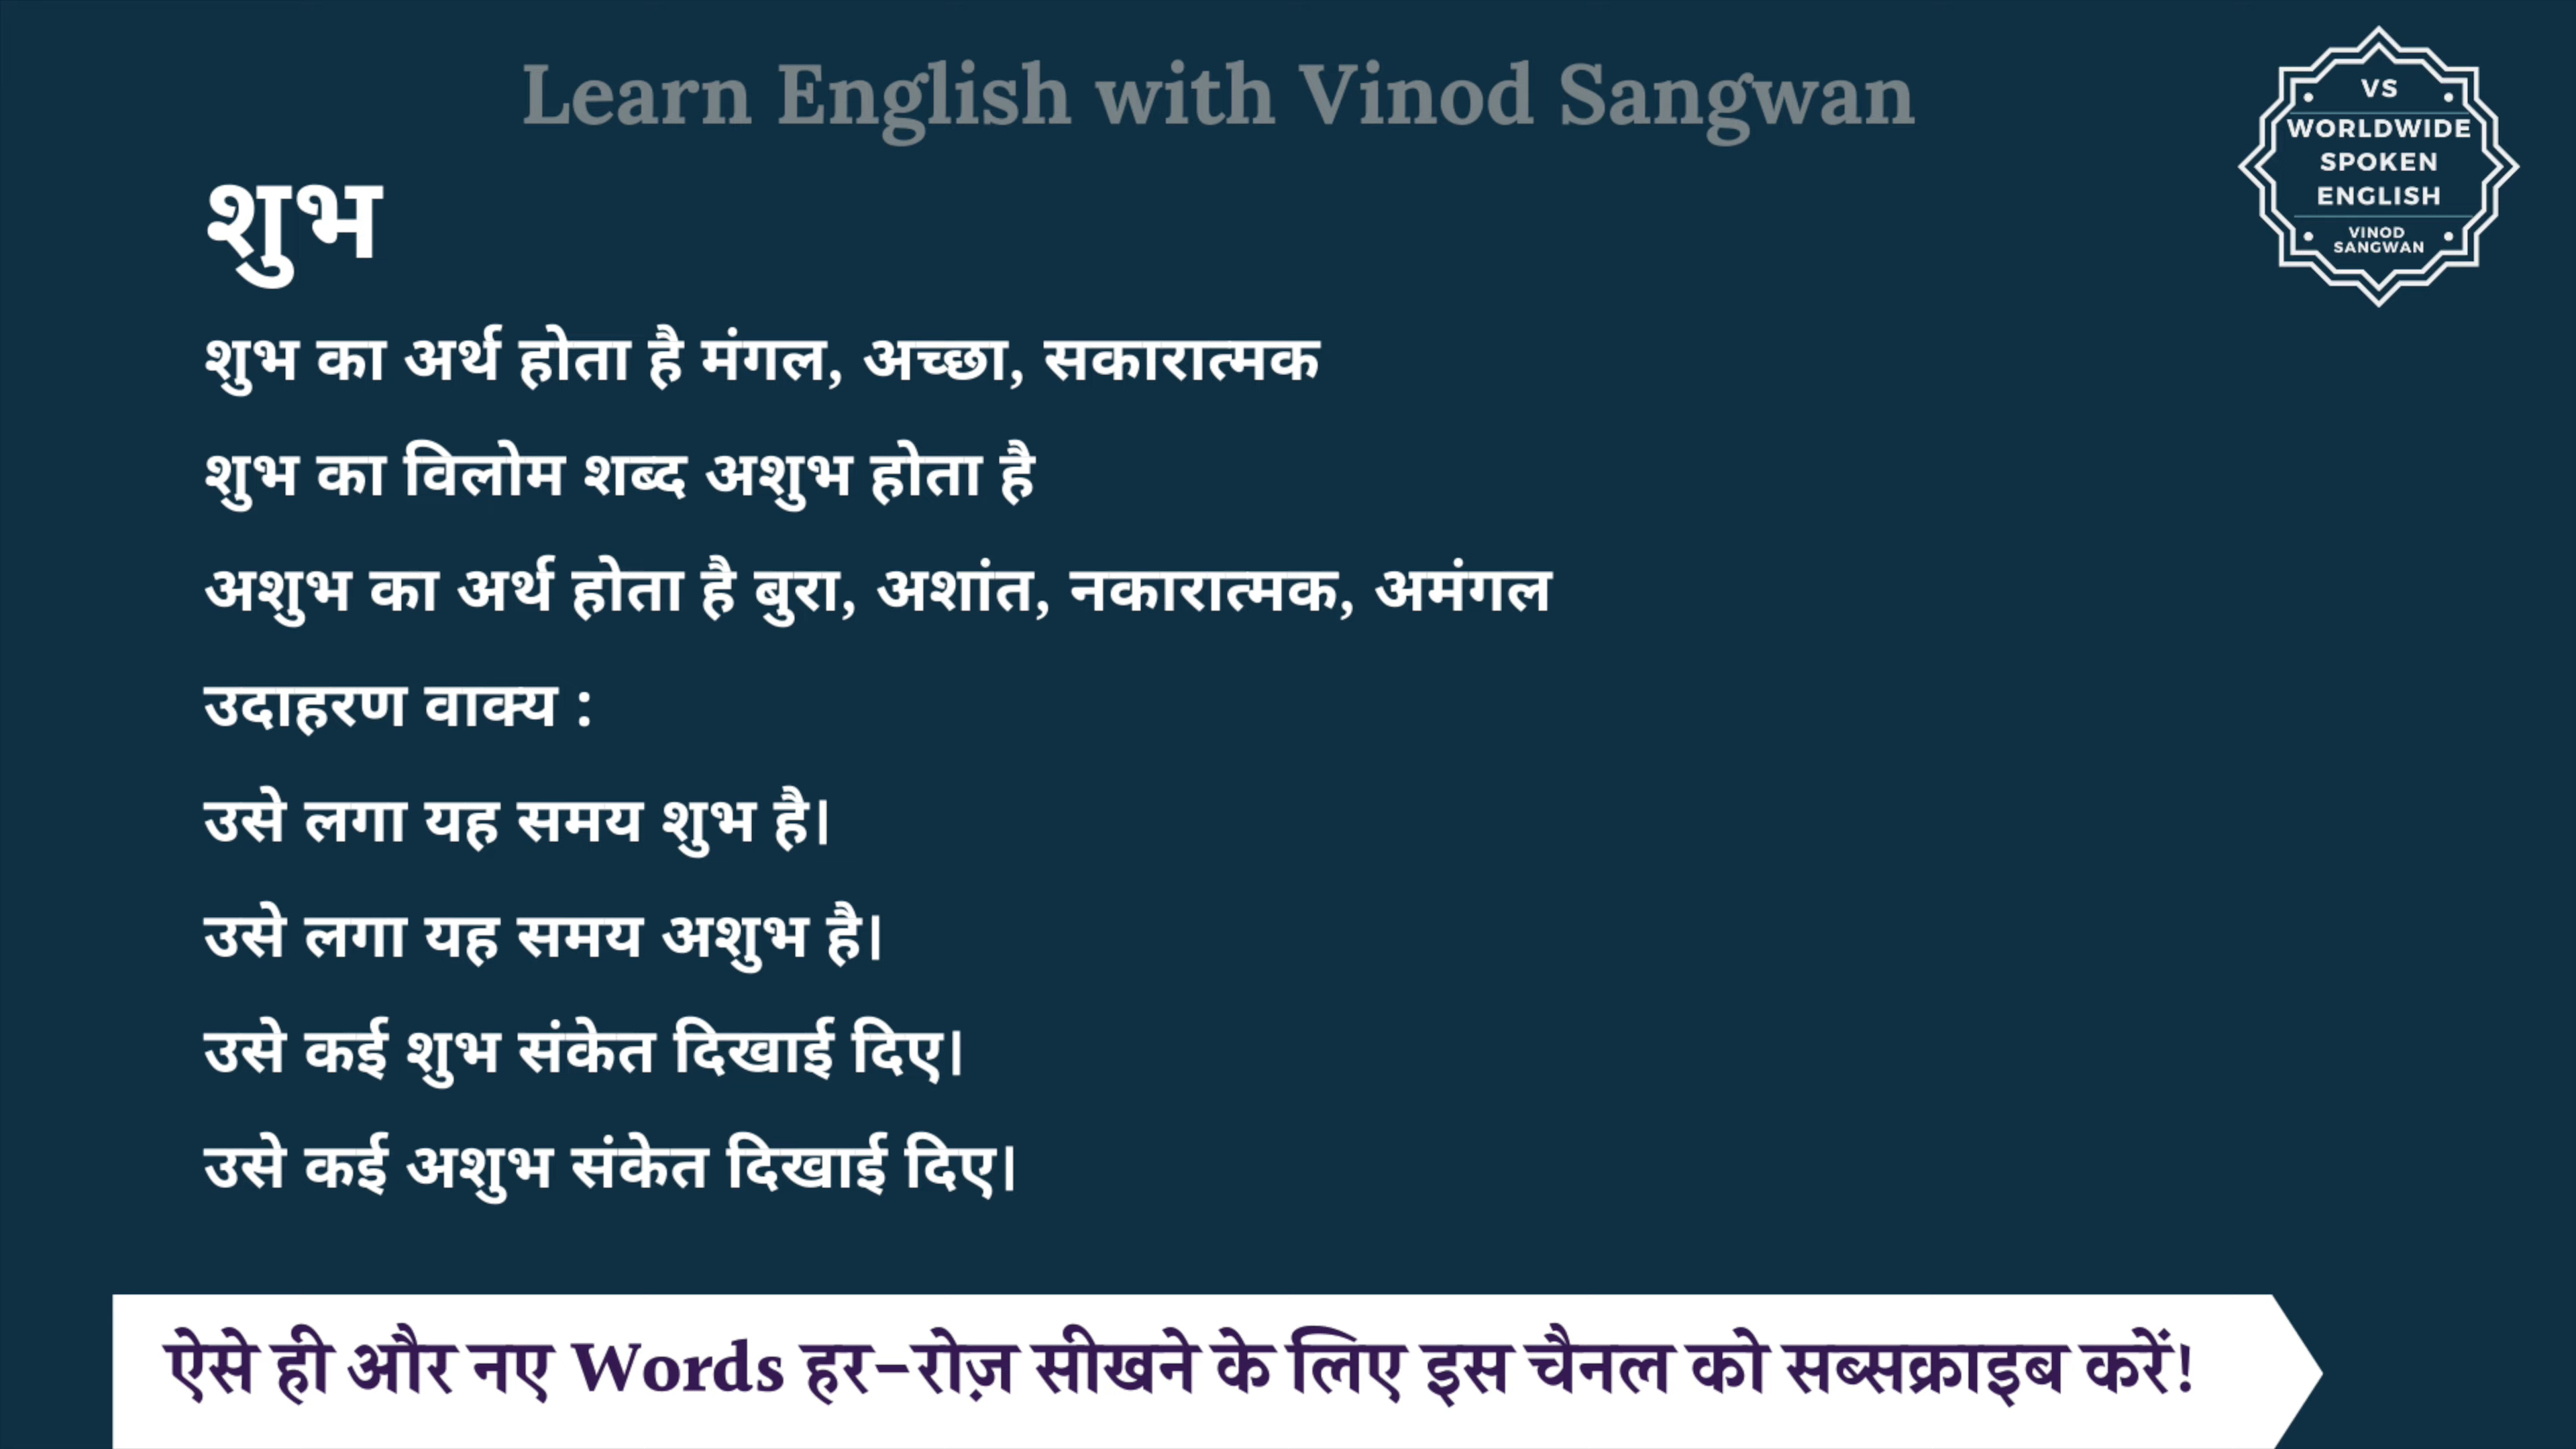 Learn English with Vinod Sangwan
VS
WORLDWIDE
SPOKEN
ENGLISH
VINOD
SANGWAN
शुभ
शुभ का अर्थ होता है मंगल, अच्छा, सकारात्मक
शुभ का विलोम शब्द अशुभ होता है
अशुभ का अर्थ होता है बुरा, अशांत, नकारात्मक, अमंगल
उदाहरण वाक्य :
उसे लगा यह समय शुभ है।
उसे लगा यह समय अशुभ है।
उसे कई शुभ संकेत दिखाई दिए।
उसे कई अशुभ संकेत दिखाई दिए।
ऐसे ही और नए Words हर-रोज़ सीखने के लिए इस चैनल को सब्सक्राइब करें!